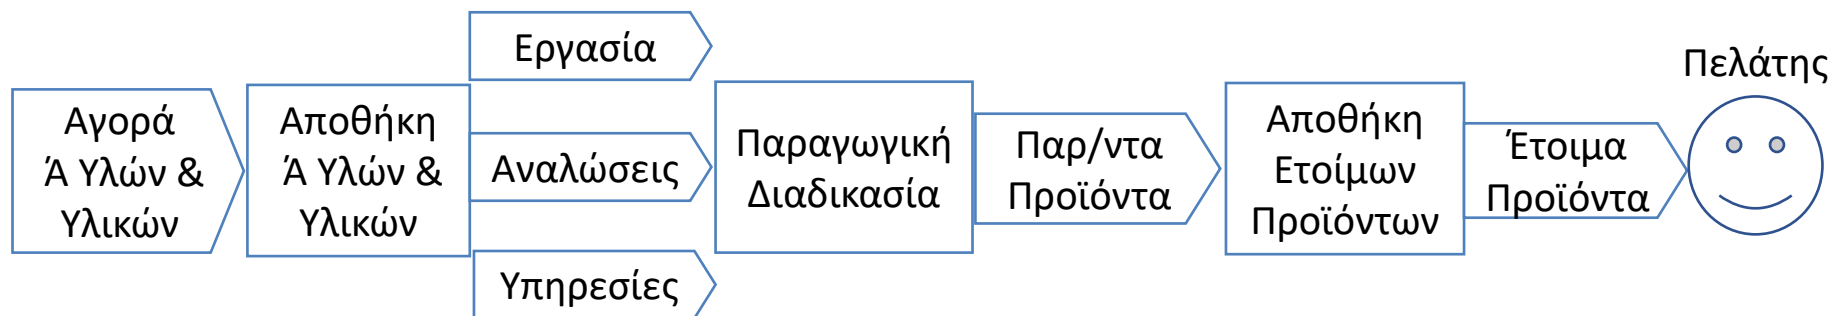 Αγορά
Ά Υλών &
Υλικών
Αποθήκη
Ά Υλών &
Υλικών
Εργασία
Αναλώσεις
Υπηρεσίες
Παραγωγική
Διαδικασία
Παρ/ντα
Προϊόντα
Αποθήκη
Ετοίμων
Προϊόντων
Έτοιμα
Προϊόντα
Πελάτης